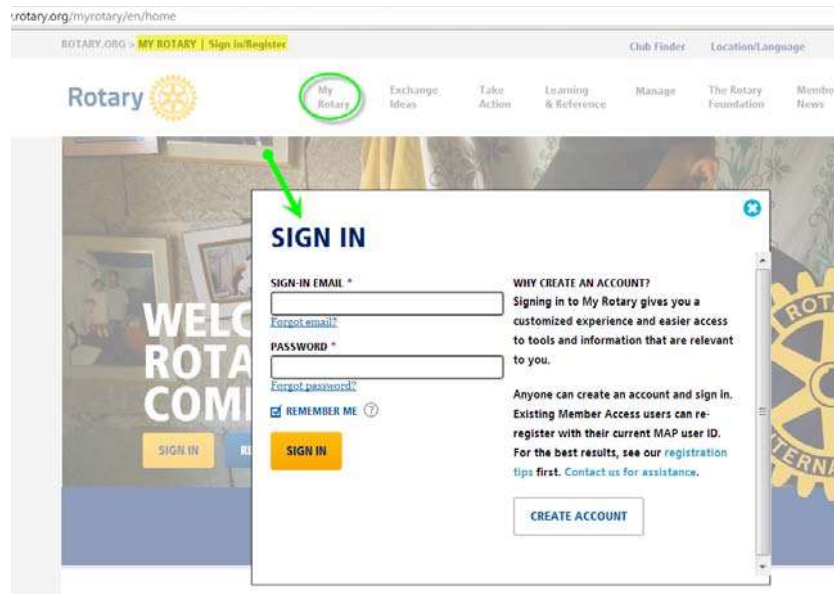 .rotary.org/myrotary/en/home
ROTARY.ORG > MY ROTARY | Sign In/Register
Club Finder Location/Language
Rotary
My Rotary
Exchange Ideas
Take Action
Learning & Reference
Manage
The Rotary Foundation
News
SIGN IN
SIGN-IN EMAIL *
Forgot email?
PASSWORD *
Forgot password?
REMEMBER ME ?
SIGN IN
WHY CREATE AN ACCOUNT?
Signing in to My Rotary gives you a
customized experience and easier access
to tools and information that are relevant
to you.
Anyone can create an account and sign in.
Existing Member Access users can re-
register with their current MAP user ID.
For the best results, see our registration
tips first. Contact us for assistance.
CREATE ACCOUNT
WELC
ROTA
COM
SIGN IN